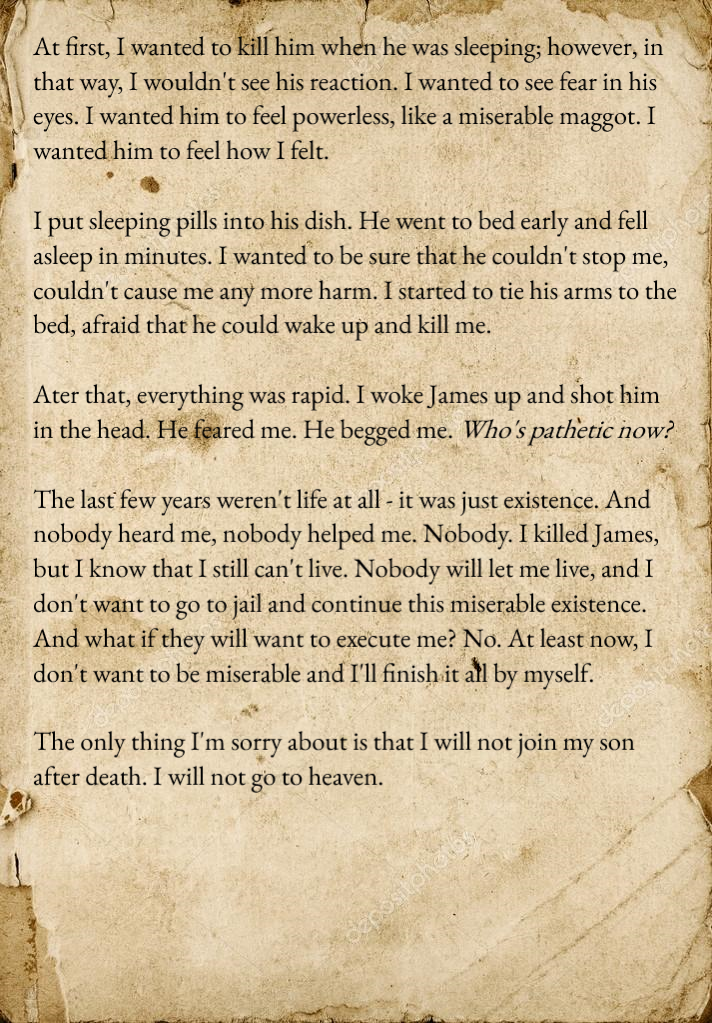 At first, I wanted to kill him when he was sleeping; however, in
that way, I wouldn't see his reaction. I wanted to see fear in his
eyes. I wanted him to feel powerless, like a miserable maggot. I
wanted him to feel how I felt.
I put sleeping pills into his dish. He went to bed early and fell
asleep in minutes. I wanted to be sure that he couldn't stop me,
couldn't cause me any more harm. I started to tie his arms to the
bed, afraid that he could wake up and kill me.
Ater that, everything was rapid. I woke James up and shot him
in the head. He feared me. He begged me. Who's pathetic now?
The last few years weren't life at all - it was just existence. And
nobody heard me, nobody helped me. Nobody. I killed James,
but I know that I still can't live. Nobody will let me live, and I
don't want to go to jail and continue this miserable existence.
And what if they will want to execute me? No. At least now, I
don't want to be miserable and I'll finish it all by myself.
The only thing I'm sorry about is that I will not join my son
after death. I will not go to heaven.
depositphotos